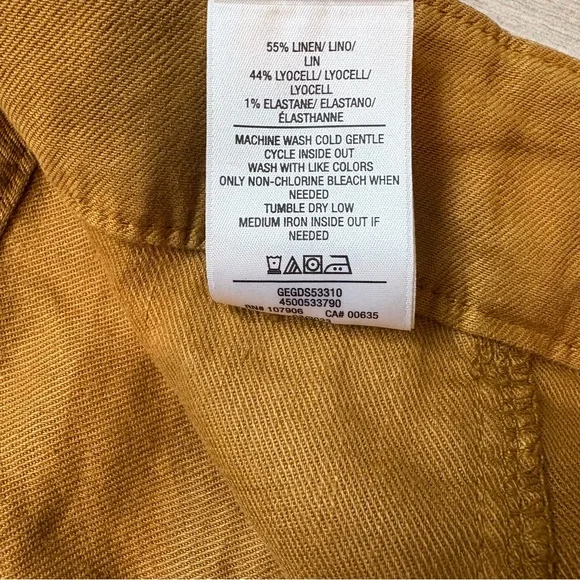 55% LINEN/ LINO/
LIN
44% LYOCELL/ LYOCELL/
LYOCELL
1% ELASTANE/ ELASTANO/
ÉLASTHANNE
MACHINE WASH COLD GENTLE
CYCLE INSIDE OUT
WASH WITH LIKE COLORS
ONLY NON-CHLORINE BLEACH WHEN
NEEDED
TUMBLE DRY LOW
MEDIUM IRON INSIDE OUT IF
NEEDED
GEGDS53310
4500533790
RN# 107906 CA# 00635